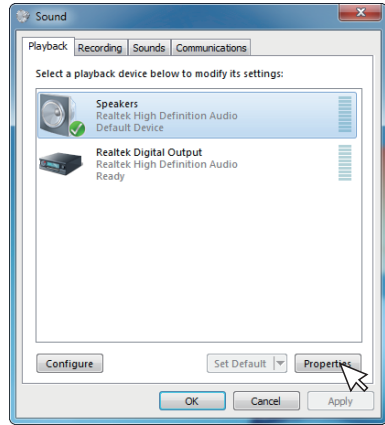 Sound
Playback Recording Sounds Communications
Select a playback device below to modify its settings:
Speakers
Realtek High Definition Audio
Default Device
Realtek Digital Output
Realtek High Definition Audio
Ready
Configure Set Default Properties
OK Cancel Apply